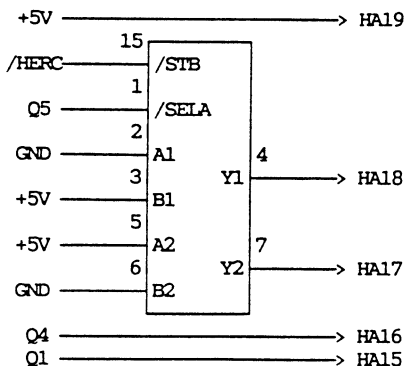 +5V HA19
15
/HERC /STB
1
Q5 /SELA
2
GND A1 4
3 Y1 HA18
+5V B1
5
+5V A2 7
6 Y2 HA17
GND B2
Q4 HA16
Q1 HA15